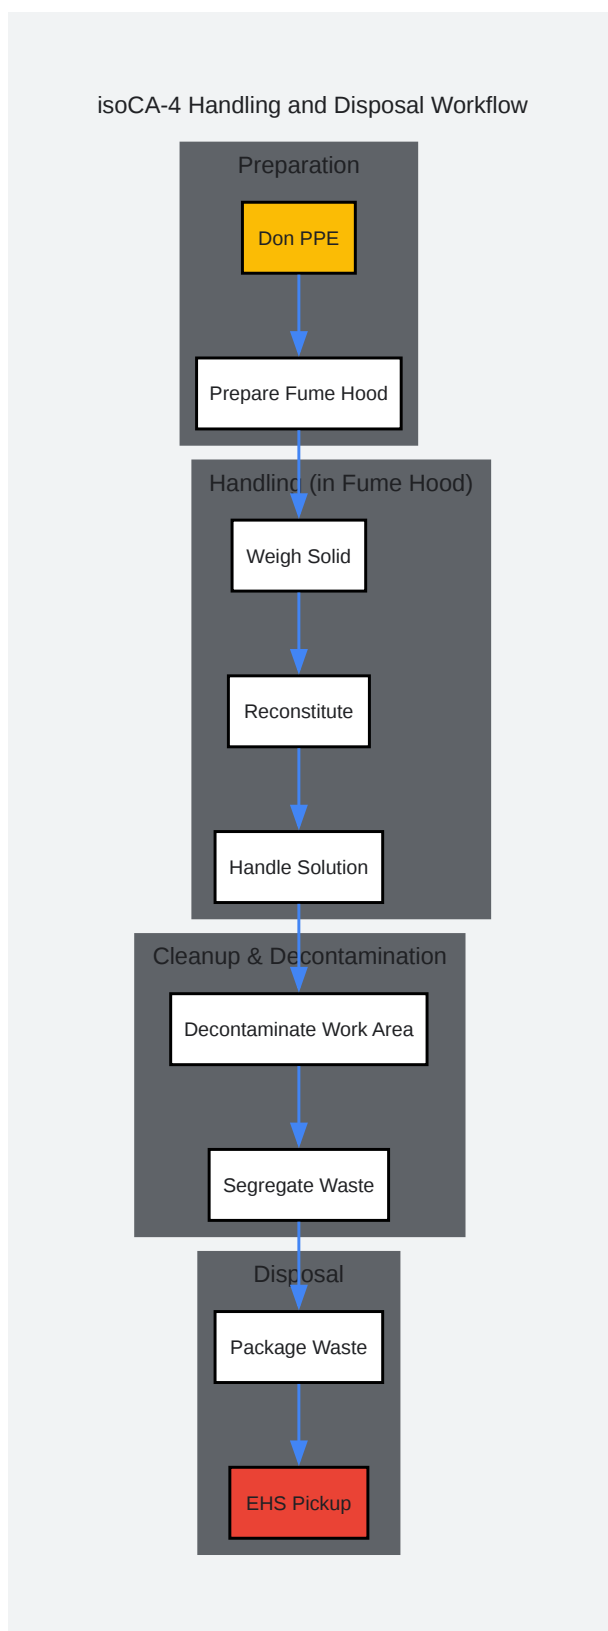 isoCA-4 Handling and Disposal Workflow
Preparation
Don PPE
Prepare Fume Hood
Handling (in Fume Hood)
Weigh Solid
Reconstitute
Handle Solution
Cleanup & Decontamination
Decontaminate Work Area
Segregate Waste
Disposal
Package Waste
EHS Pickup